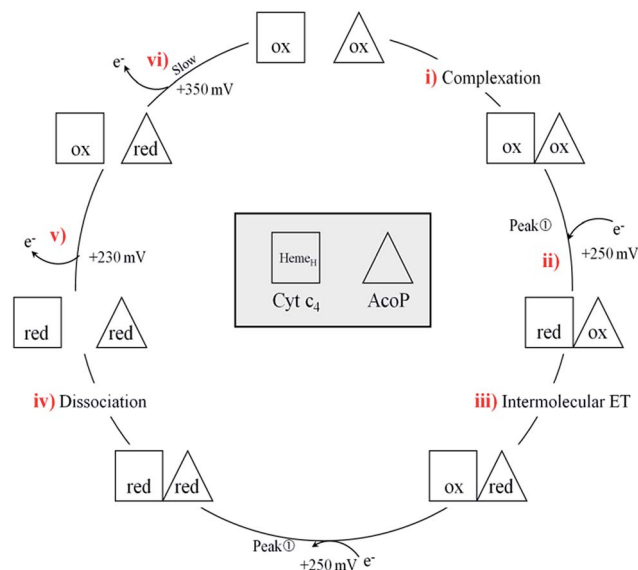 ox
ox
i) Complexation
ox
ox
Peak①
e-
+250 mV
ii)
red
ox
iii) Intermolecular ET
ox
red
Peak①
+250 mV
e-
red
red
iv) Dissociation
red
red
v)
e-
+230 mV
ox
red
vi)
e-
Slow
+350 mV
HemeH
Cyt c4
AcoP